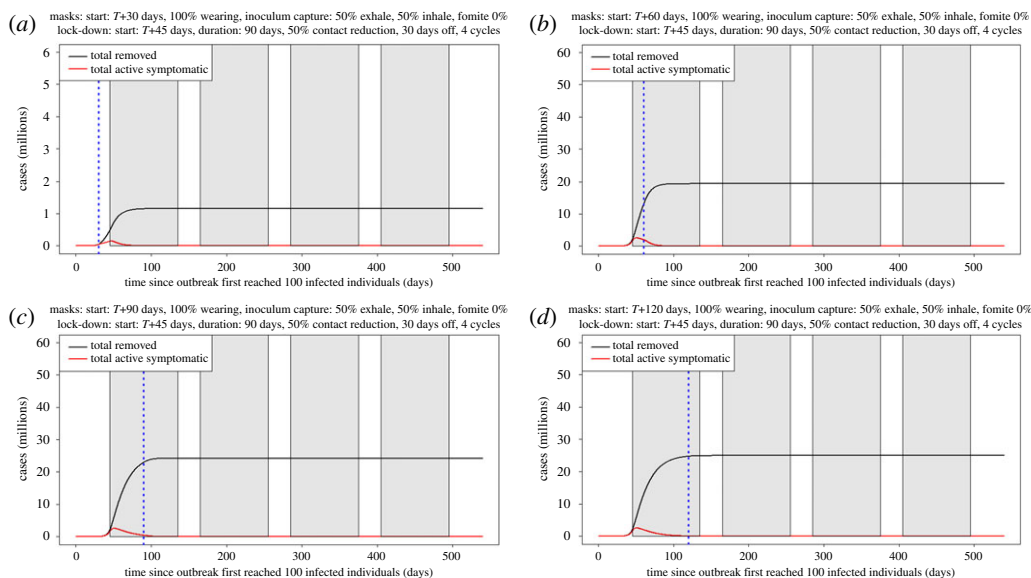 (a) masks: start: T+30 days, 100% wearing, inoculum capture: 50% exhale, 50% inhale, fomite 0%
lock-down: start: T+45 days, duration: 90 days, 50% contact reduction, 30 days off, 4 cycles
total removed
total active symptomatic
cases (millions)
6
5
4
3
2
1
0
0 100 200 300 400 500
time since outbreak first reached 100 infected individuals (days)
(b) masks: start: T+60 days, 100% wearing, inoculum capture: 50% exhale, 50% inhale, fomite 0%
lock-down: start: T+45 days, duration: 90 days, 50% contact reduction, 30 days off, 4 cycles
total removed
total active symptomatic
cases (millions)
60
50
40
30
20
10
0
0 100 200 300 400 500
time since outbreak first reached 100 infected individuals (days)
(c) masks: start: T+90 days, 100% wearing, inoculum capture: 50% exhale, 50% inhale, fomite 0%
lock-down: start: T+45 days, duration: 90 days, 50% contact reduction, 30 days off, 4 cycles
total removed
total active symptomatic
cases (millions)
60
50
40
30
20
10
0
0 100 200 300 400 500
time since outbreak first reached 100 infected individuals (days)
(d) masks: start: T+120 days, 100% wearing, inoculum capture: 50% exhale, 50% inhale, fomite 0%
lock-down: start: T+45 days, duration: 90 days, 50% contact reduction, 30 days off, 4 cycles
total removed
total active symptomatic
cases (millions)
60
50
40
30
20
10
0
0 100 200 300 400 500
time since outbreak first reached 100 infected individuals (days)